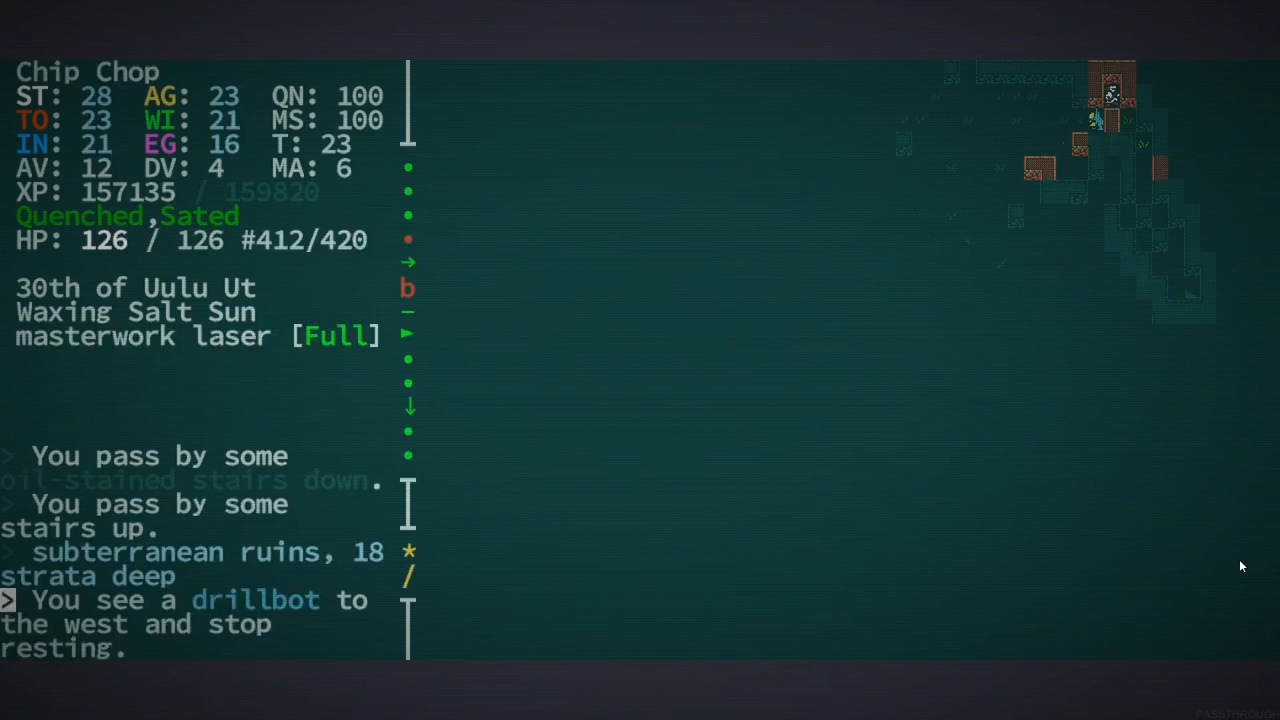 Chip Chop
ST: 28 AG: 23 QN: 100
TO: 23 WI: 21 MS: 100
IN: 21 EG: 16 T: 23
AV: 12 DV: 4 MA: 6
XP: 157135 / 159820
Quenched,Sated
HP: 126 / 126 #412/420
30th of Uulu Ut
Waxing Salt Sun
masterwork laser [Full]
b
> You pass by some
oil-stained stairs down.
> You pass by some
stairs up.
> subterranean ruins, 18
strata deep
> You see a drillbot to
the west and stop
resting.
* 
/
PASSTHROUGH